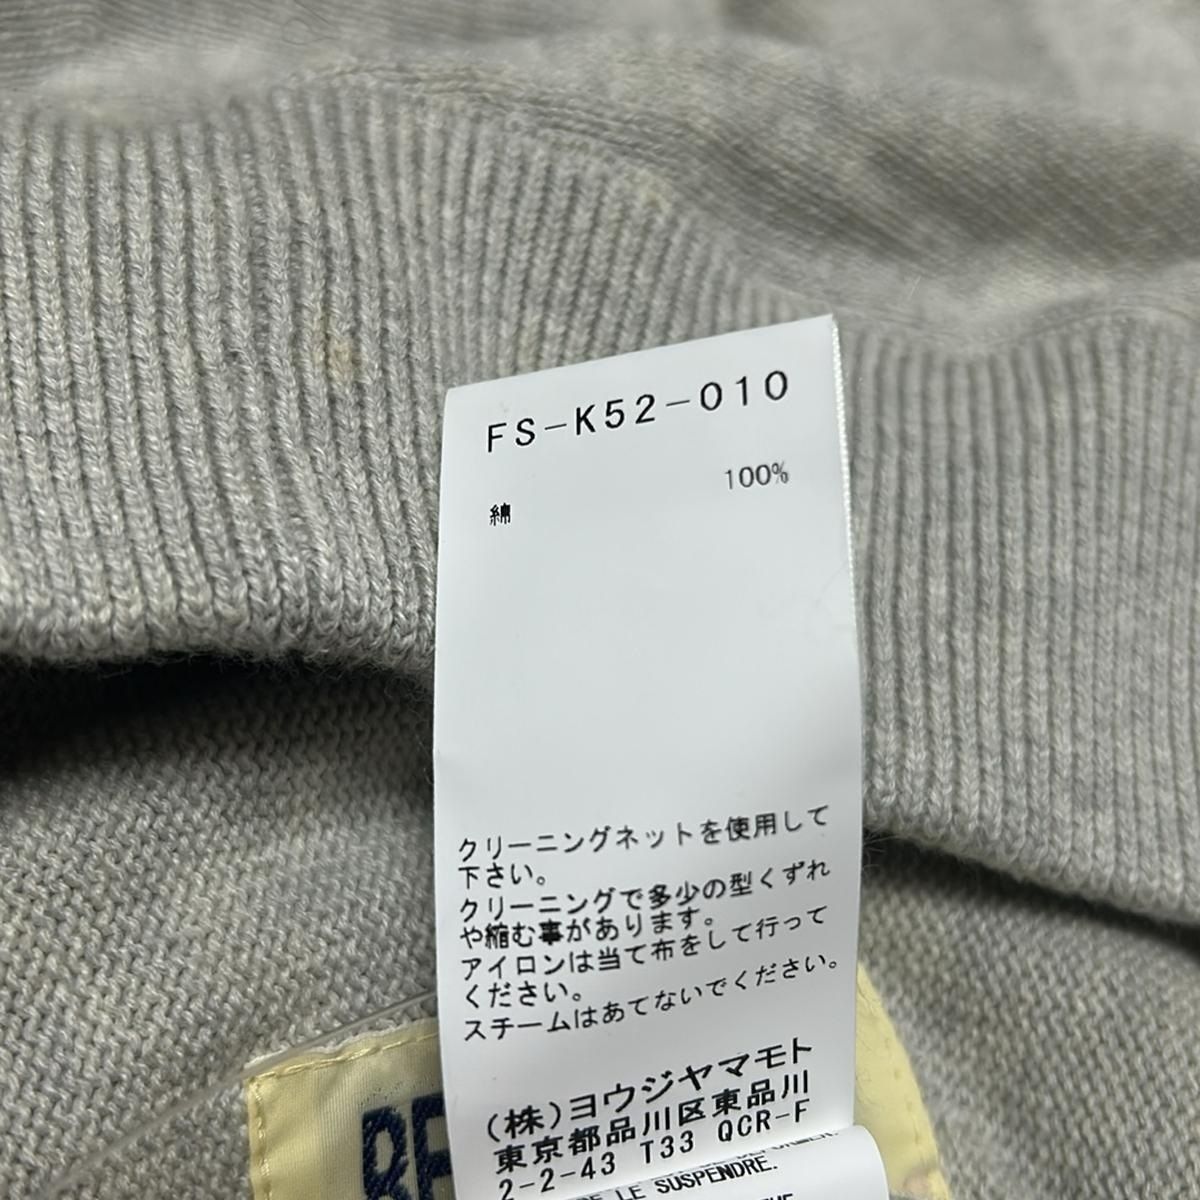 FS-K52-010
100%
綿
クリーニングネットを使用して
下さい。
クリーニングで多少の型くずれ
や縮む事があります。
アイロンは当て布をして行って
ください。
スチームはあてないでください。
(株)ヨウジヤマモト
東京都品川区東品川
2-2-43 T33 QCR-F
LE SUSPENDRE.